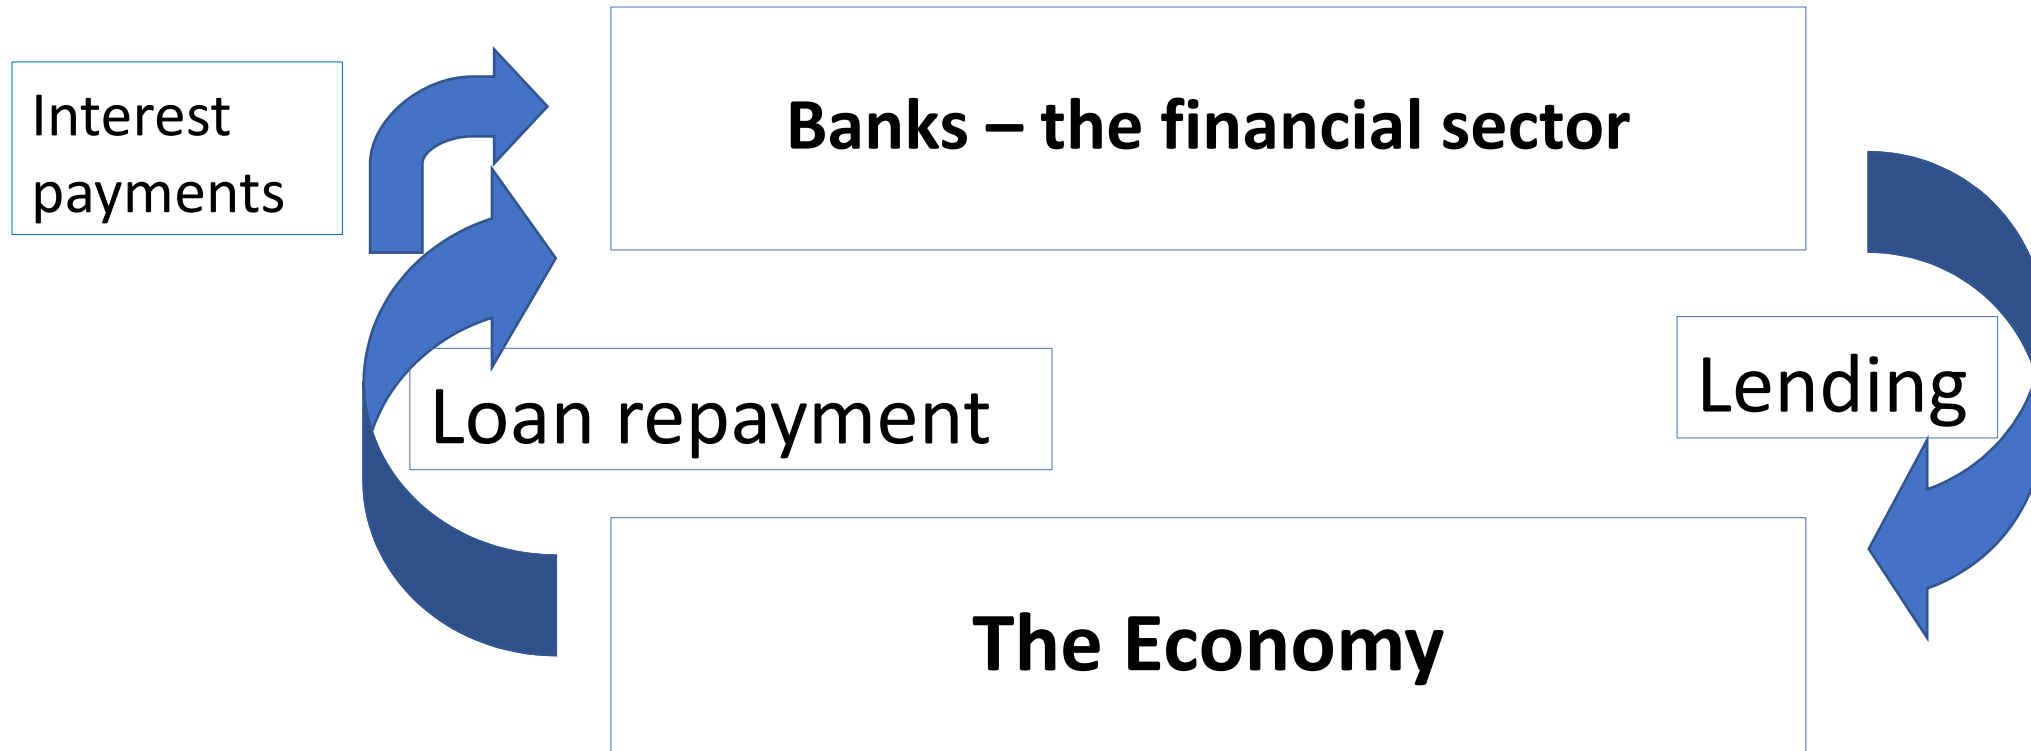 Interest
payments
Banks – the financial sector
Loan repayment
Lending
The Economy